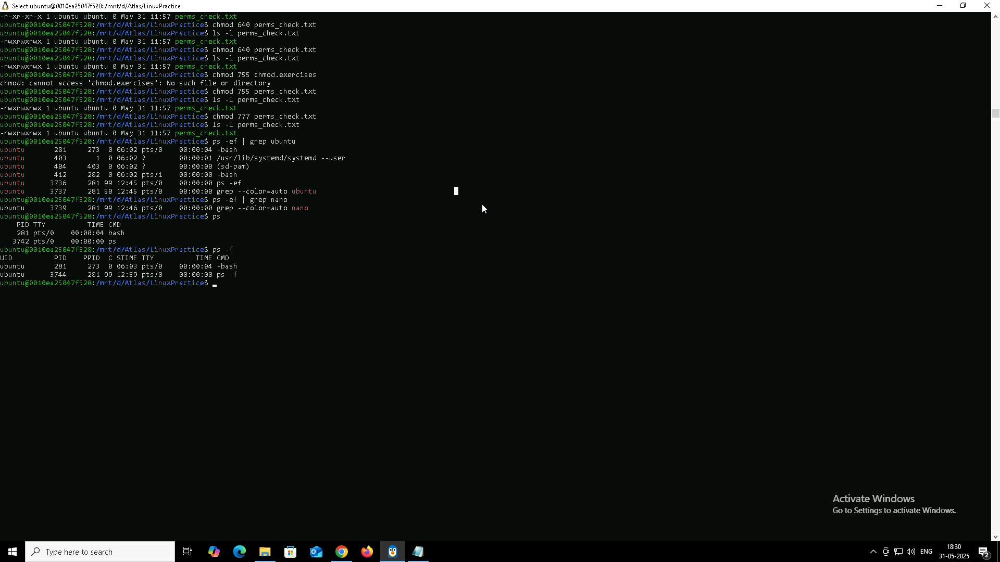 Select ubuntu@0010ea25047f528: /mnt/d/Atlas/LinuxPractice
-r-xr-xr-x 1 ubuntu ubuntu 0 May 31 11:57 perms_check.txt
ubuntu@0010ea25047f528:/mnt/d/Atlas/LinuxPractice$ chmod 640 perms_check.txt
ubuntu@0010ea25047f528:/mnt/d/Atlas/LinuxPractice$ ls -l perms_check.txt
-rwxrwxrwx 1 ubuntu ubuntu 0 May 31 11:57 perms_check.txt
ubuntu@0010ea25047f528:/mnt/d/Atlas/LinuxPractice$ chmod 640 perms_check.txt
ubuntu@0010ea25047f528:/mnt/d/Atlas/LinuxPractice$ ls -l perms_check.txt
-rwxrwxrwx 1 ubuntu ubuntu 0 May 31 11:57 perms_check.txt
ubuntu@0010ea25047f528:/mnt/d/Atlas/LinuxPractice$ chmod 755 chmod.exercises
chmod: cannot access 'chmod.exercises': No such file or directory
ubuntu@0010ea25047f528:/mnt/d/Atlas/LinuxPractice$ chmod 755 perms_check.txt
ubuntu@0010ea25047f528:/mnt/d/Atlas/LinuxPractice$ ls -l perms_check.txt
-rwxrwxrwx 1 ubuntu ubuntu 0 May 31 11:57 perms_check.txt
ubuntu@0010ea25047f528:/mnt/d/Atlas/LinuxPractice$ chmod 777 perms_check.txt
ubuntu@0010ea25047f528:/mnt/d/Atlas/LinuxPractice$ ls -l perms_check.txt
-rwxrwxrwx 1 ubuntu ubuntu 0 May 31 11:57 perms_check.txt
ubuntu@0010ea25047f528:/mnt/d/Atlas/LinuxPractice$ ps -ef | grep ubuntu
ubuntu       281     273  0 06:02 pts/0    00:00:04 -bash
ubuntu       403       1  0 06:02 ?        00:00:01 /usr/lib/systemd/systemd --user
ubuntu       404     403  0 06:02 ?        00:00:00 (sd-pam)
ubuntu       412     282  0 06:02 pts/1    00:00:00 -bash
ubuntu      3736     281 99 12:45 pts/0    00:00:00 ps -ef
ubuntu      3737     281 50 12:45 pts/0    00:00:00 grep --color=auto ubuntu
ubuntu@0010ea25047f528:/mnt/d/Atlas/LinuxPractice$ ps -ef | grep nano
ubuntu      3739     281 99 12:46 pts/0    00:00:00 grep --color=auto nano
ubuntu@0010ea25047f528:/mnt/d/Atlas/LinuxPractice$ ps
    PID TTY          TIME CMD
    281 pts/0    00:00:04 bash
   3742 pts/0    00:00:00 ps
ubuntu@0010ea25047f528:/mnt/d/Atlas/LinuxPractice$ ps -f
UID          PID    PPID  C STIME TTY          TIME CMD
ubuntu       281     273  0 06:03 pts/0    00:00:04 -bash
ubuntu      3744     281 99 12:59 pts/0    00:00:00 ps -f
ubuntu@0010ea25047f528:/mnt/d/Atlas/LinuxPractice$
Activate Windows
Go to Settings to activate Windows.
Type here to search
ENG
18:30
31-05-2025
2